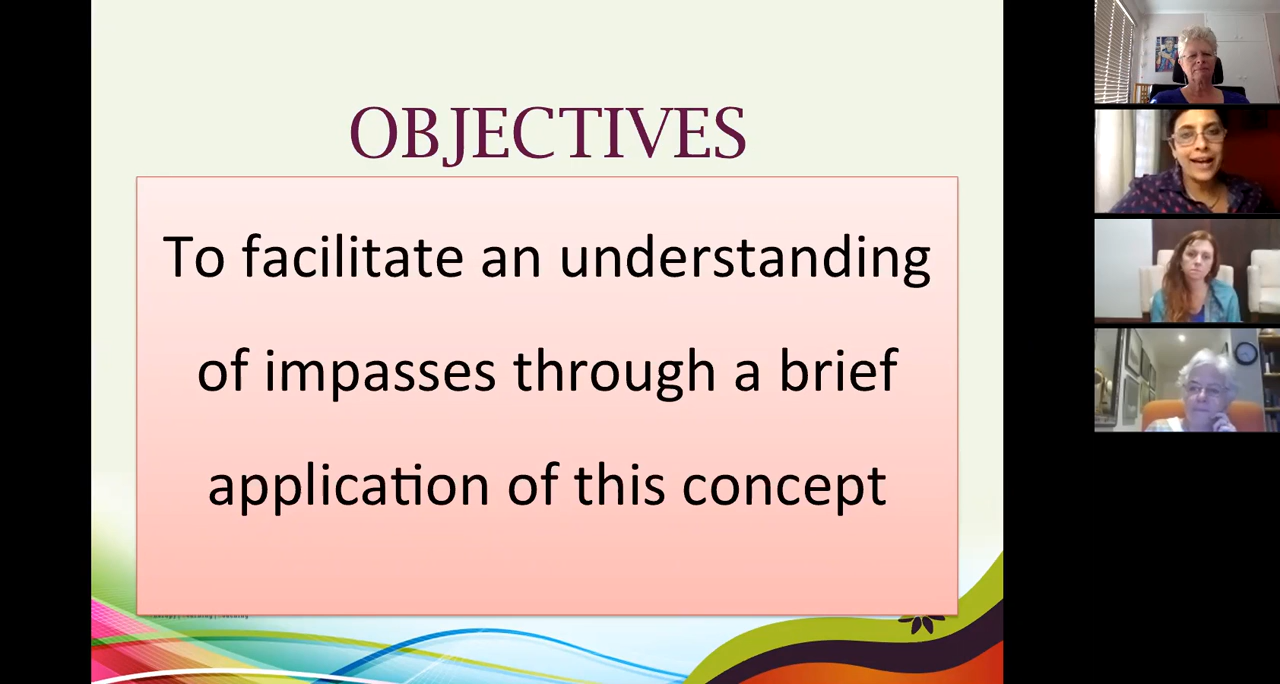 OBJECTIVES
To facilitate an understanding
of impasses through a brief
application of this concept